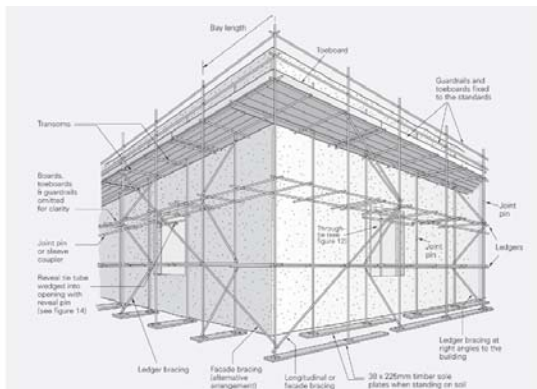 Bay length
Toeboard
Guardrails and
toeboards fixed
to the standards
Transoms
Boards,
toeboards
& guardrails
omitted
for clarity
Joint pin
or sleeve
coupler
Reveal tie tube
wedged into
opening with
reveal pin
(see figure 14)
Through-
tie (see
figure 12)
Joint
pin
Joint
pin
Ledgers
Ledger bracing at
right angles to the
building
Ledger bracing
Facade bracing
(alternative
arrangement)
Longitudinal or
facade bracing
38 x 225mm timber sole
plates when standing on soil